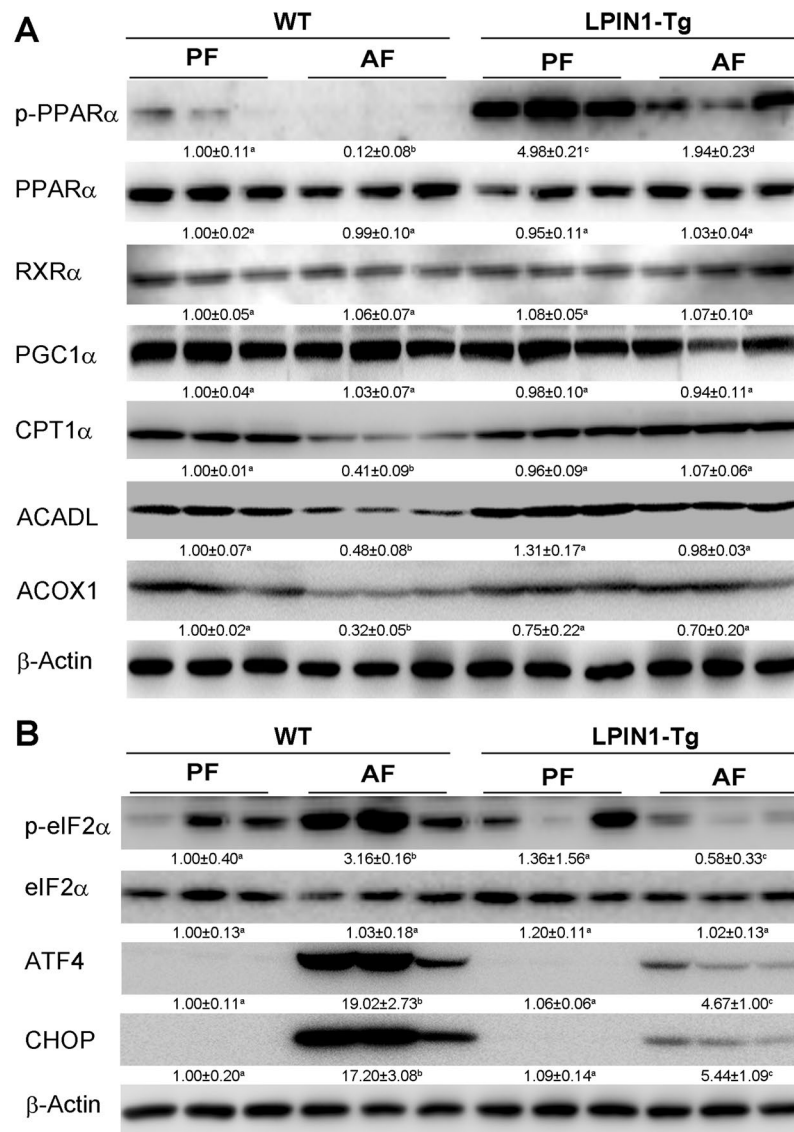 A
WT LPIN1-Tg
PF AF PF AF
p-PPARα
1.00±0.11ᵃ 0.12±0.08ᵇ 4.98±0.21ᶜ 1.94±0.23ᵈ
PPARα
1.00±0.02ᵃ 0.99±0.10ᵃ 0.95±0.11ᵃ 1.03±0.04ᵃ
RXRα
1.00±0.05ᵃ 1.06±0.07ᵃ 1.08±0.05ᵃ 1.07±0.10ᵃ
PGC1α
1.00±0.04ᵃ 1.03±0.07ᵃ 0.98±0.10ᵃ 0.94±0.11ᵃ
CPT1α
1.00±0.01ᵃ 0.41±0.09ᵇ 0.96±0.09ᵃ 1.07±0.06ᵃ
ACADL
1.00±0.07ᵃ 0.48±0.08ᵇ 1.31±0.17ᵃ 0.98±0.03ᵃ
ACOX1
1.00±0.02ᵃ 0.32±0.05ᵇ 0.75±0.22ᵃ 0.70±0.20ᵃ
β-Actin
B
WT LPIN1-Tg
PF AF PF AF
p-eIF2α
1.00±0.40ᵃ 3.16±0.16ᵇ 1.36±1.56ᵃ 0.58±0.33ᶜ
eIF2α
1.00±0.13ᵃ 1.03±0.18ᵃ 1.20±0.11ᵃ 1.02±0.13ᵃ
ATF4
1.00±0.11ᵃ 19.02±2.73ᵇ 1.06±0.06ᵃ 4.67±1.00ᶜ
CHOP
1.00±0.20ᵃ 17.20±3.08ᵇ 1.09±0.14ᵃ 5.44±1.09ᶜ
β-Actin